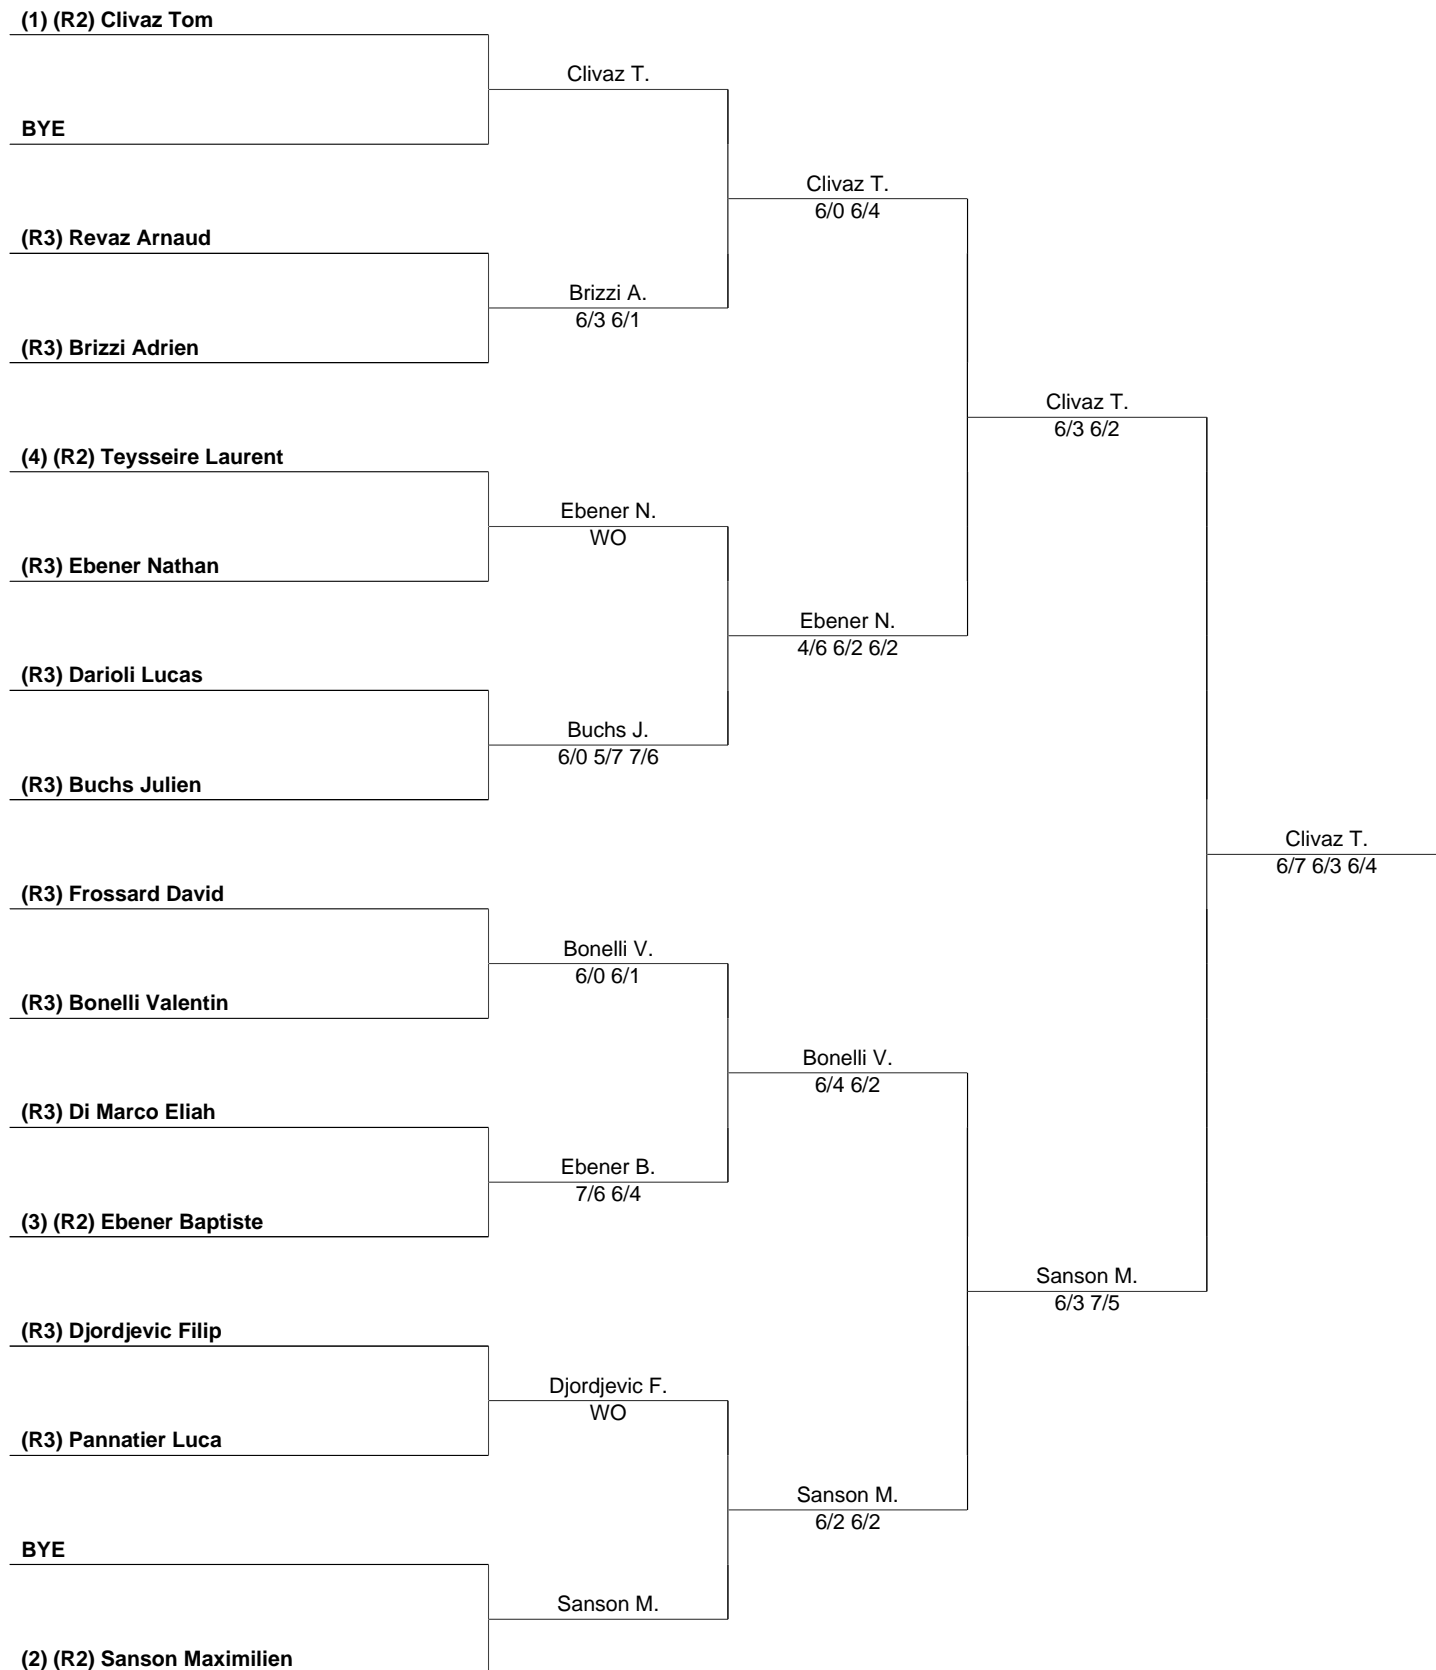 (1) (R2) Clivaz Tom
Clivaz T.
BYE
Clivaz T.
6/0 6/4
(R3) Revaz Arnaud
Brizzi A.
6/3 6/1
(R3) Brizzi Adrien
Clivaz T.
6/3 6/2
(4) (R2) Teysseire Laurent
Ebener N.
WO
(R3) Ebener Nathan
Ebener N.
4/6 6/2 6/2
(R3) Darioli Lucas
Buchs J.
6/0 5/7 7/6
(R3) Buchs Julien
Clivaz T.
6/7 6/3 6/4
(R3) Frossard David
Bonelli V.
6/0 6/1
(R3) Bonelli Valentin
Bonelli V.
6/4 6/2
(R3) Di Marco Eliah
Ebener B.
7/6 6/4
(3) (R2) Ebener Baptiste
Sanson M.
6/3 7/5
(R3) Djordjevic Filip
Djordjevic F.
WO
(R3) Pannatier Luca
Sanson M.
6/2 6/2
BYE
Sanson M.
(2) (R2) Sanson Maximilien